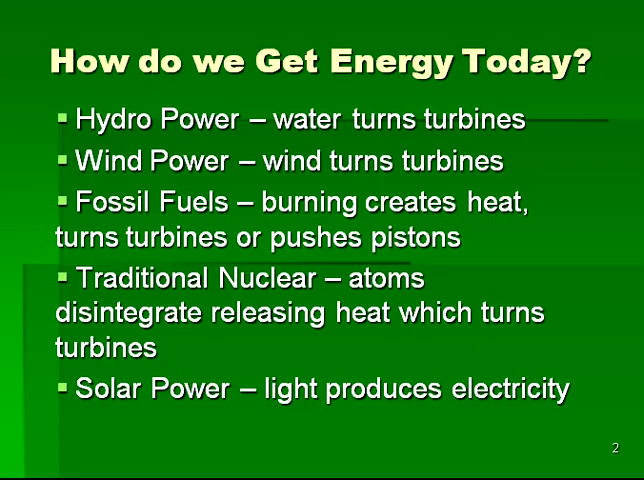 How do we Get Energy Today?
▪ Hydro Power – water turns turbines
▪ Wind Power – wind turns turbines
▪ Fossil Fuels – burning creates heat,
turns turbines or pushes pistons
▪ Traditional Nuclear – atoms
disintegrate releasing heat which turns
turbines
▪ Solar Power – light produces electricity
2